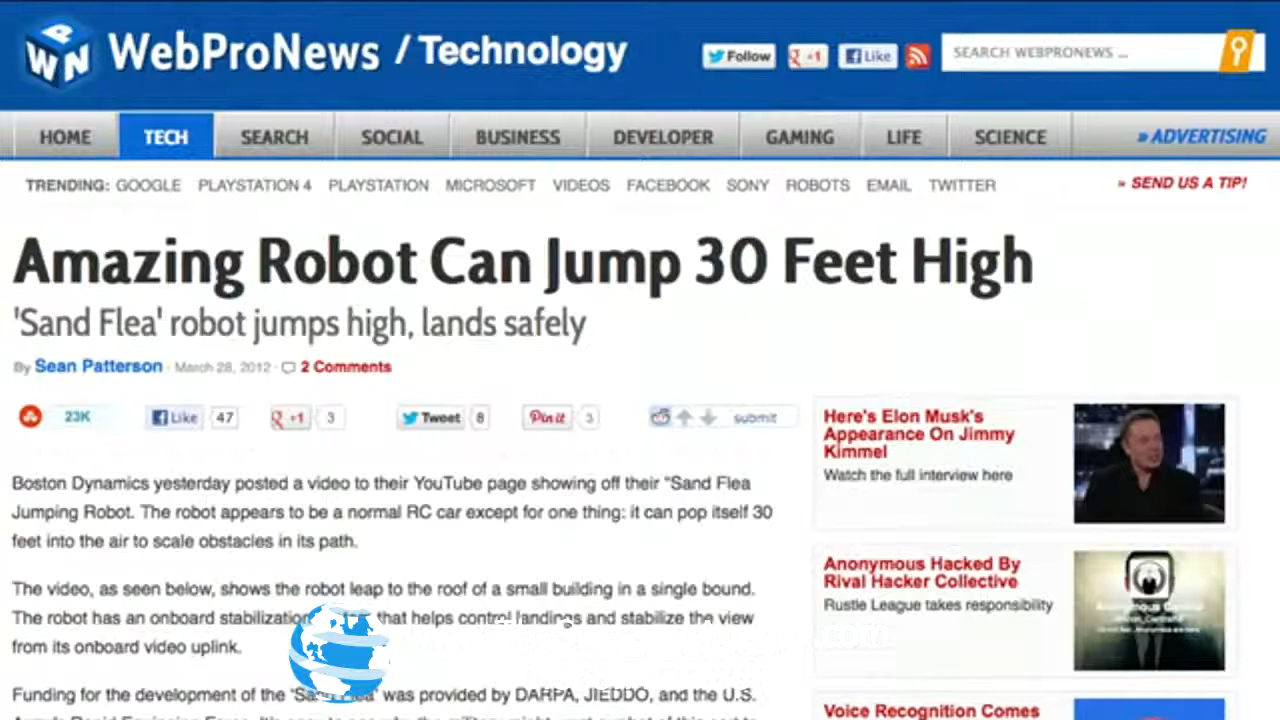 PWN WebProNews / Technology
Follow +1 Like SEARCH WEBPRONEWS ...
HOME TECH SEARCH SOCIAL BUSINESS DEVELOPER GAMING LIFE SCIENCE » ADVERTISING
TRENDING: GOOGLE PLAYSTATION 4 PLAYSTATION MICROSOFT VIDEOS FACEBOOK SONY ROBOTS EMAIL TWITTER » SEND US A TIP!
Amazing Robot Can Jump 30 Feet High
'Sand Flea' robot jumps high, lands safely
By Sean Patterson · March 28, 2012 · 2 Comments
23K Like 47 +1 3 Tweet 8 Pin it 3 submit
Boston Dynamics yesterday posted a video to their YouTube page showing off their "Sand Flea
Jumping Robot. The robot appears to be a normal RC car except for one thing: it can pop itself 30
feet into the air to scale obstacles in its path.
The video, as seen below, shows the robot leap to the roof of a small building in a single bound.
The robot has an onboard stabilization that helps control landings and stabilize the view
from its onboard video uplink.
Funding for the development of the 'Sand Flea' was provided by DARPA, JIEDDO, and the U.S.
Here's Elon Musk's
Appearance On Jimmy
Kimmel
Watch the full interview here
Anonymous Hacked By
Rival Hacker Collective
Rustle League takes responsibility
Voice Recognition Comes
.com